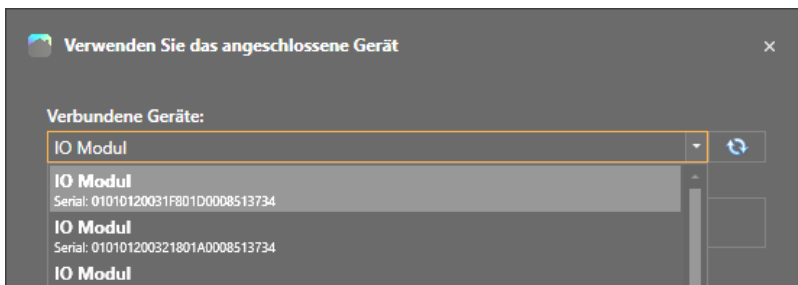 Verwenden Sie das angeschlossene Gerät
Verbundene Geräte:
IO Modul
IO Modul
Serial: 01010120031F801D0008513734
IO Modul
Serial: 010101200321801A0008513734
IO Modul